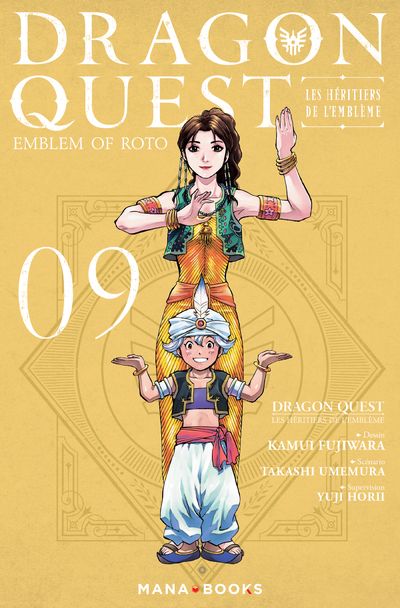 DRAGON
QUEST
LES HÉRITIERS
DE L'EMBLÈME
EMBLEM OF ROTO
09
DRAGON QUEST
LES HÉRITIERS DE L'EMBLÈME
Dessin
KAMUI FUJIWARA
Scénario
TAKASHI UMEMURA
Supervision
YUJI HORII
MANA BOOKS